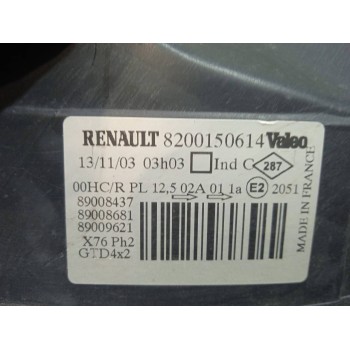 RENAULT 8200150614 Valeo
13/11/03 03h03 Ind C 287
00HC/R PL 12,5 02A 01 1a E2 2051
89008437
89008681
89009621
X76 Ph2
GTD4x2
MADE IN FRANCE